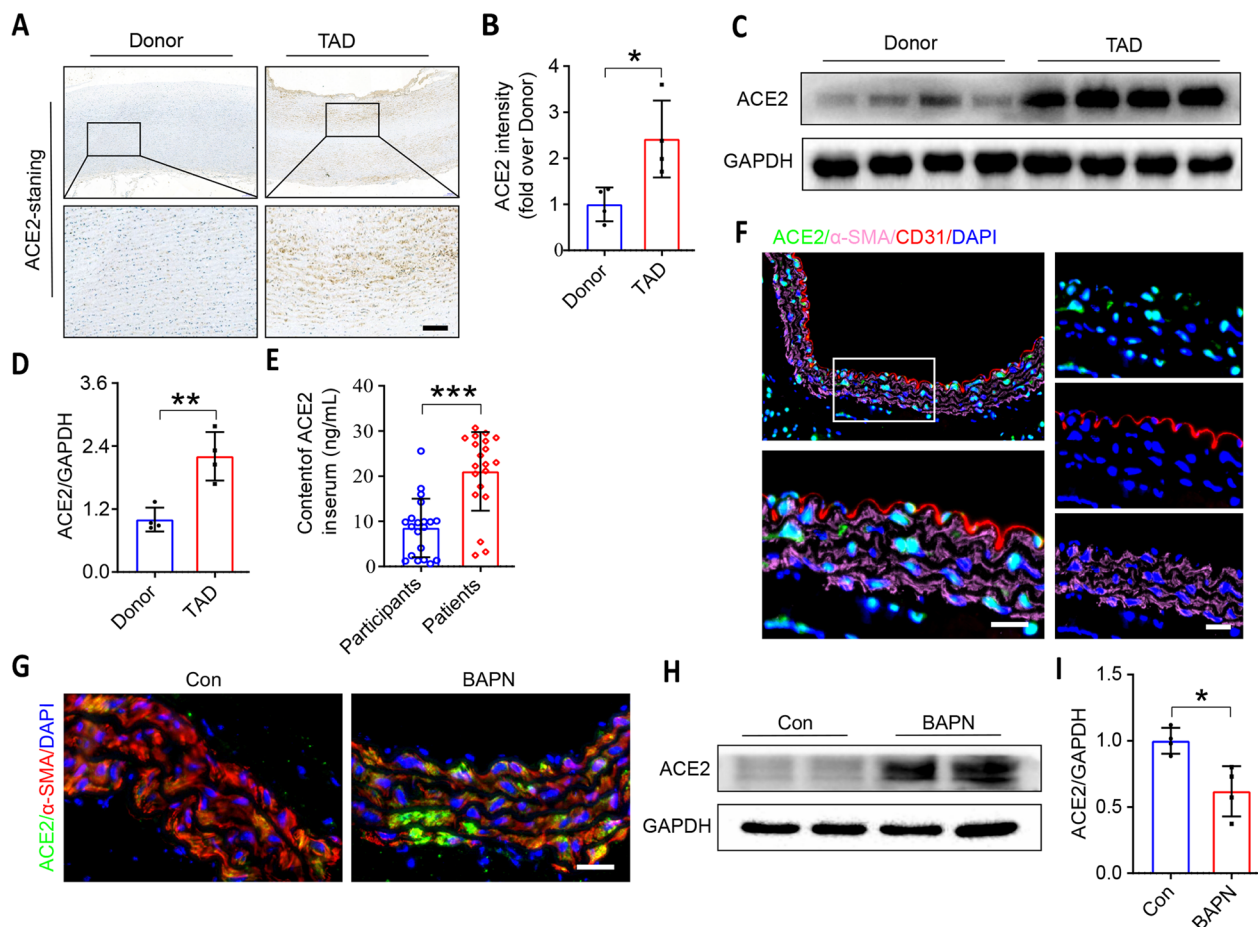 A
Donor
TAD
ACE2-staning
B
*
ACE2 intensity
(fold over Donor)
4
3
2
1
0
Donor
TAD
C
Donor
TAD
ACE2
GAPDH
D
**
ACE2/GAPDH
3.6
2.4
1.2
0.0
Donor
TAD
E
***
Contentof ACE2
inserum (ng/mL)
40
30
20
10
0
Participants
Patients
F
ACE2/α-SMA/CD31/DAPI
G
Con
BAPN
ACE2/α-SMA/DAPI
H
Con
BAPN
ACE2
GAPDH
I
*
ACE2/GAPDH
1.5
1.0
0.5
0.0
Con
BAPN